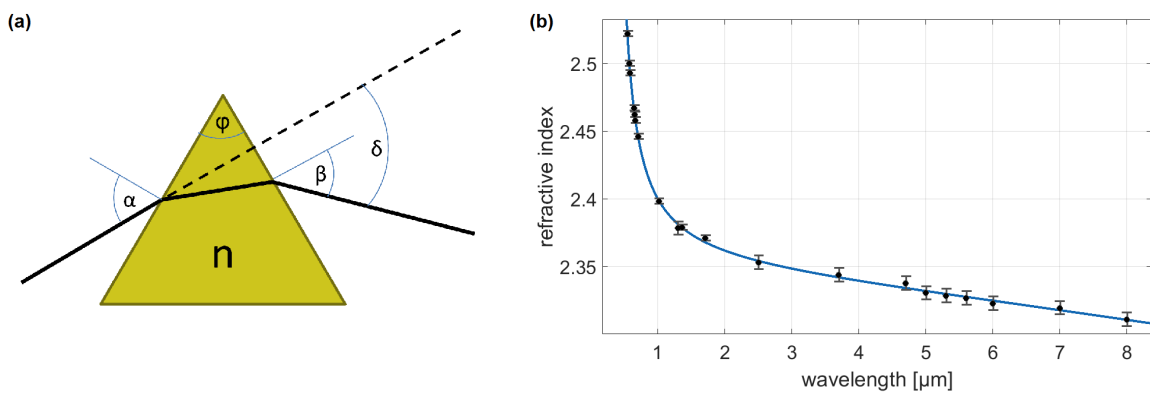 (a)
φ
δ
β
α
n
(b)
refractive index
2.5
2.45
2.4
2.35
1 2 3 4 5 6 7 8
wavelength [μm]